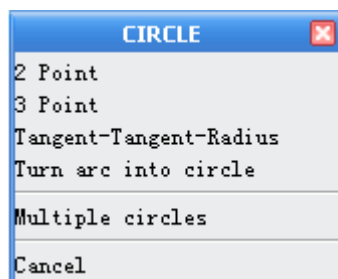 CIRCLE
2 Point
3 Point
Tangent-Tangent-Radius
Turn arc into circle
Multiple circles
Cancel